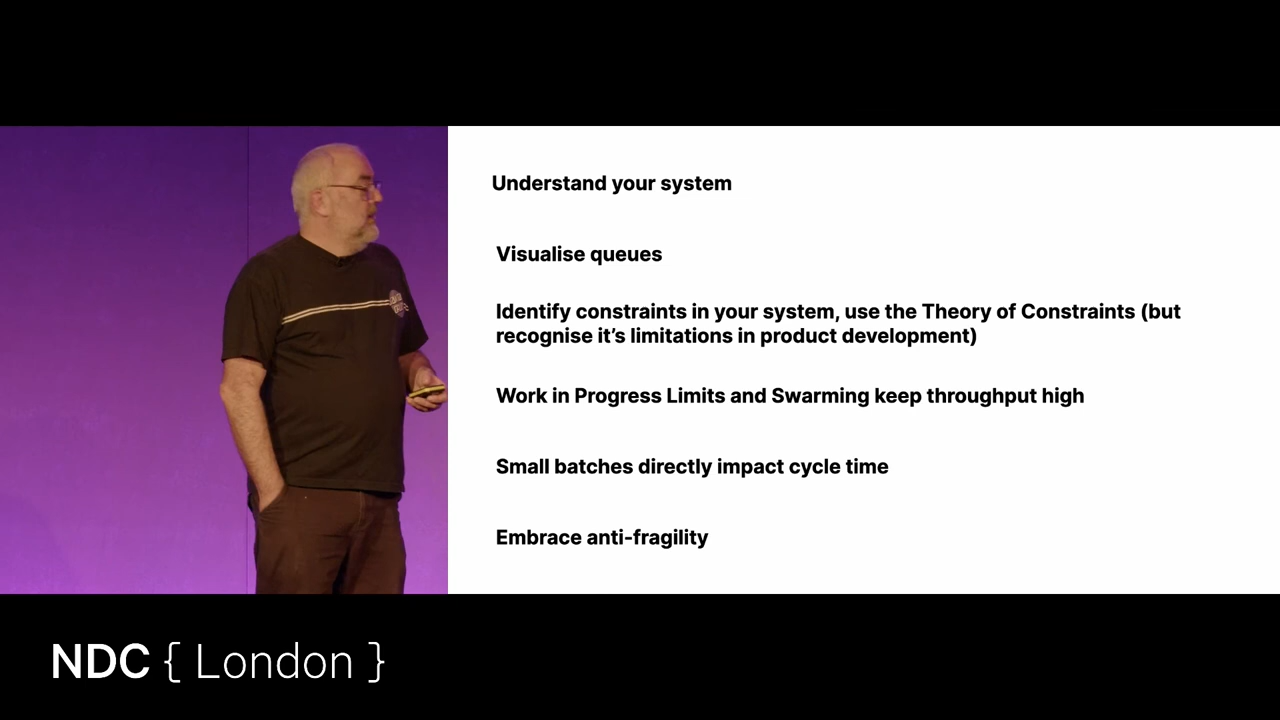 Understand your system
Visualise queues
Identify constraints in your system, use the Theory of Constraints (but
recognise it's limitations in product development)
Work in Progress Limits and Swarming keep throughput high
Small batches directly impact cycle time
Embrace anti-fragility
NDC { London }